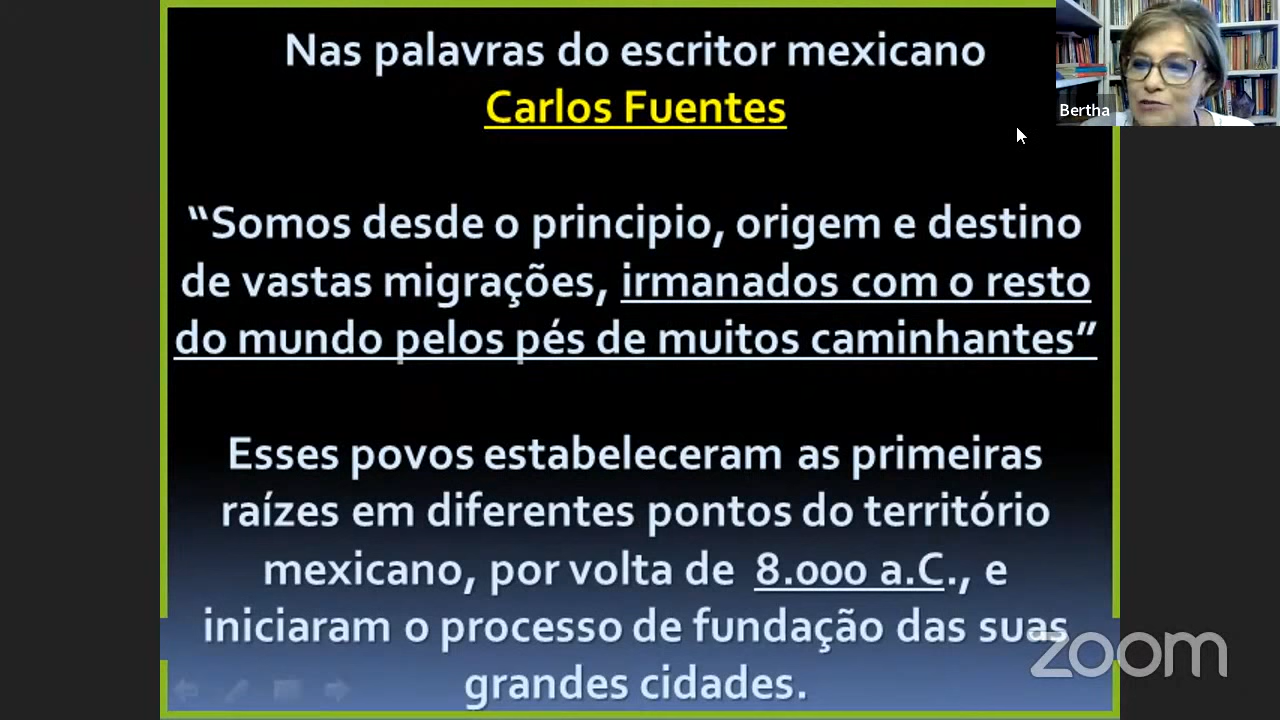 Nas palavras do escritor mexicano
Carlos Fuentes
“Somos desde o principio, origem e destino
de vastas migrações, irmanados com o resto
do mundo pelos pés de muitos caminhantes”
Esses povos estabeleceram as primeiras
raízes em diferentes pontos do território
mexicano, por volta de 8.000 a.C., e
iniciaram o processo de fundação das suas
grandes cidades.
Bertha
zoom